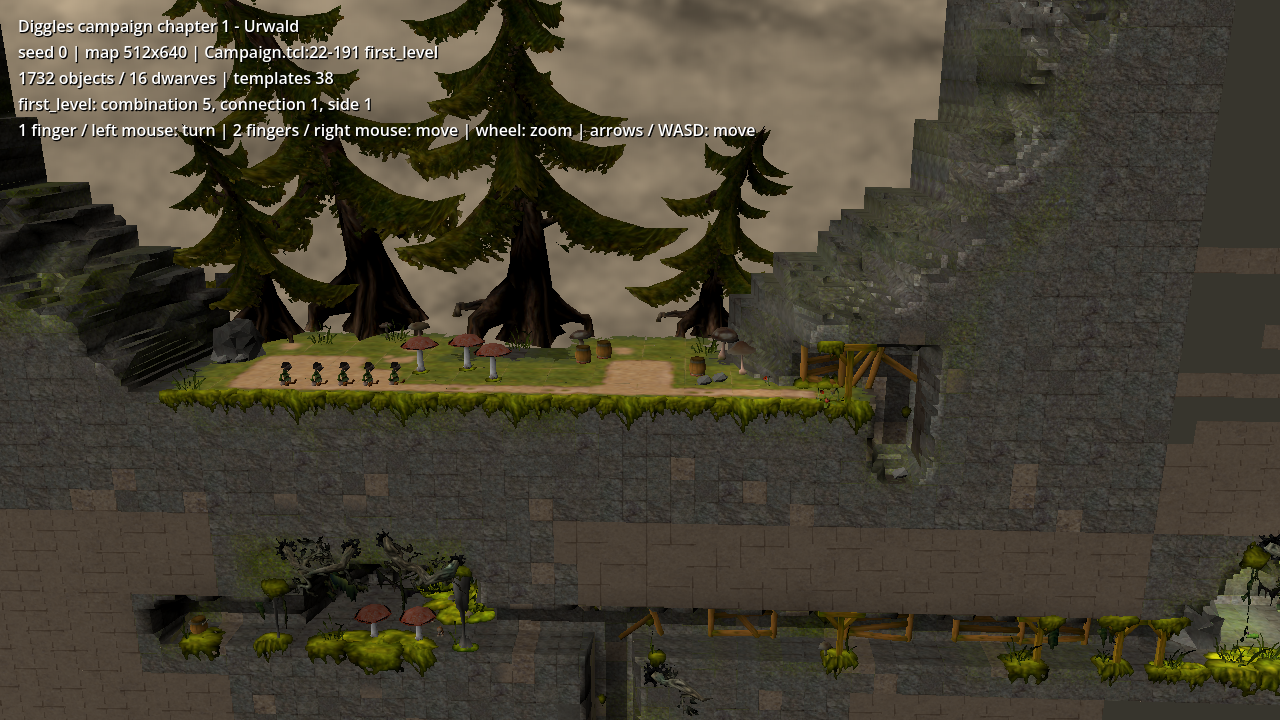 Diggles campaign chapter 1 - Urwald
seed 0 | map 512x640 | Campaign.tcl:22-191 first_level
1732 objects / 16 dwarves | templates 38
first_level: combination 5, connection 1, side 1
1 finger / left mouse: turn | 2 fingers / right mouse: move | wheel: zoom | arrows / WASD: move